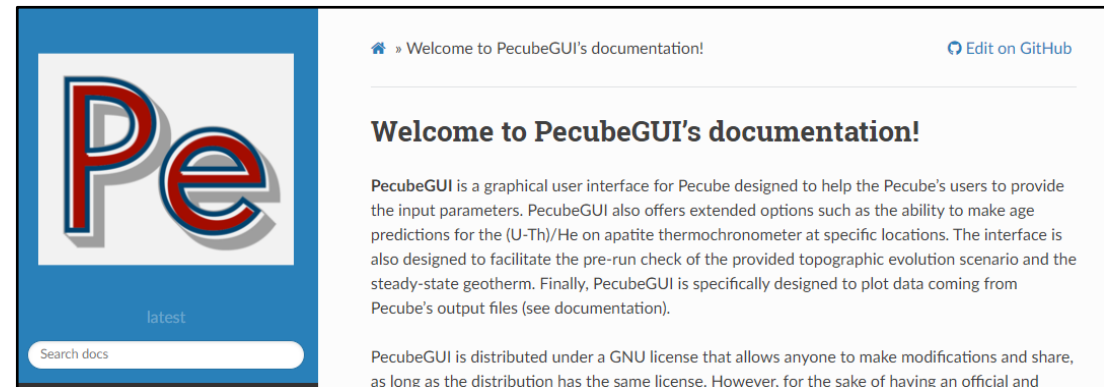 Pe
latest
Search docs
» Welcome to PecubeGUI's documentation!
Edit on GitHub
Welcome to PecubeGUI's documentation!
PecubeGUI is a graphical user interface for Pecube designed to help the Pecube's users to provide
the input parameters. PecubeGUI also offers extended options such as the ability to make age
predictions for the (U-Th)/He on apatite thermochronometer at specific locations. The interface is
also designed to facilitate the pre-run check of the provided topographic evolution scenario and the
steady-state geotherm. Finally, PecubeGUI is specifically designed to plot data coming from
Pecube's output files (see documentation).
PecubeGUI is distributed under a GNU license that allows anyone to make modifications and share,
as long as the distribution has the same license. However, for the sake of having an official and